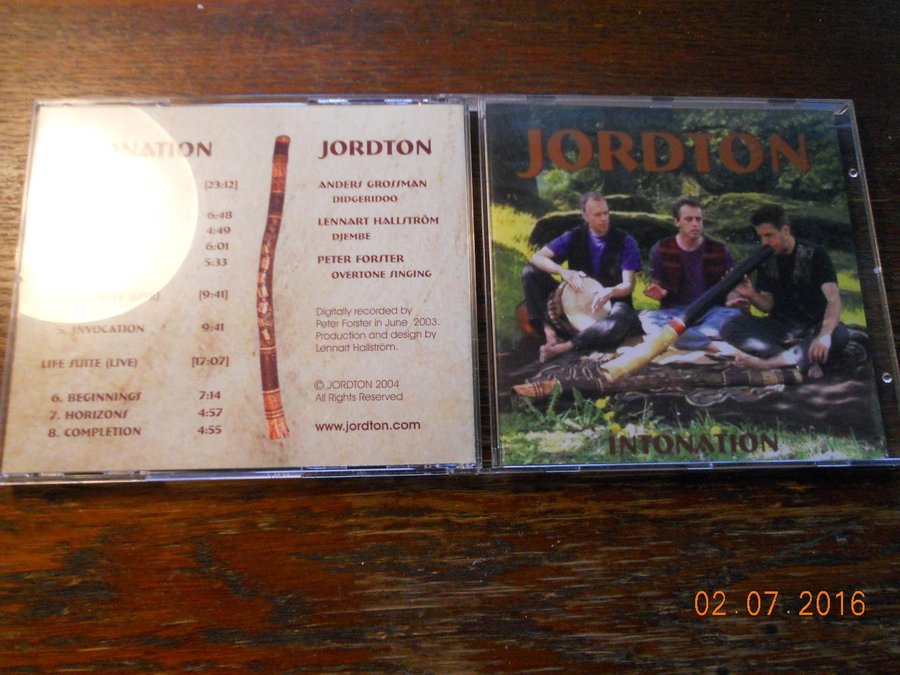 JORDTON
[23:12]
6:48
4:49
6:01
5:33
(LIVE) [9:41]
5. INVOCATION 9:41
LIFE SUITE (LIVE) [17:07]
6. BEGINNINGS 7:14
7. HORIZONS 4:57
8. COMPLETION 4:55
JORDTON
ANDERS GROSSMAN
DIDGERIDOO
LENNART HALLSTRÖM
DJEMBE
PETER FORSTER
OVERTONE SINGING
Digitally recorded by
Peter Forster in June 2003.
Production and design by
Lennart Hallström.
© JORDTON 2004
All Rights Reserved
www.jordton.com
INTONATION
02.07.2016